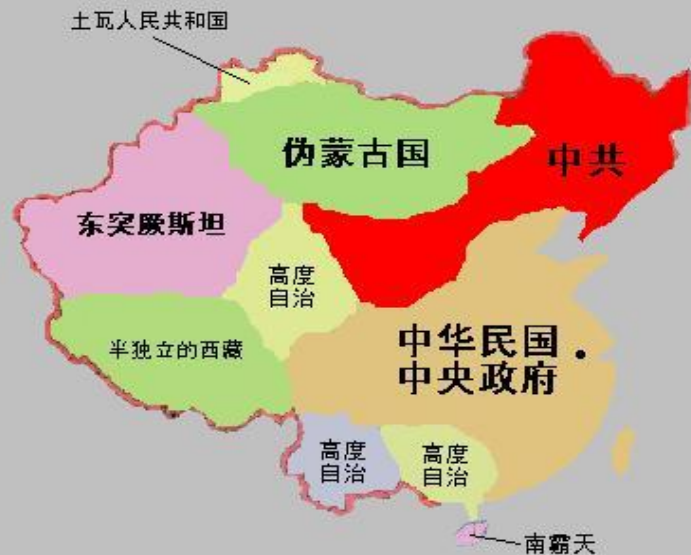 土瓦人民共和国
伪蒙古国
中共
东突厥斯坦
高度
自治
半独立的西藏
中华民国
中央政府
高度
自治
高度
自治
南霸天